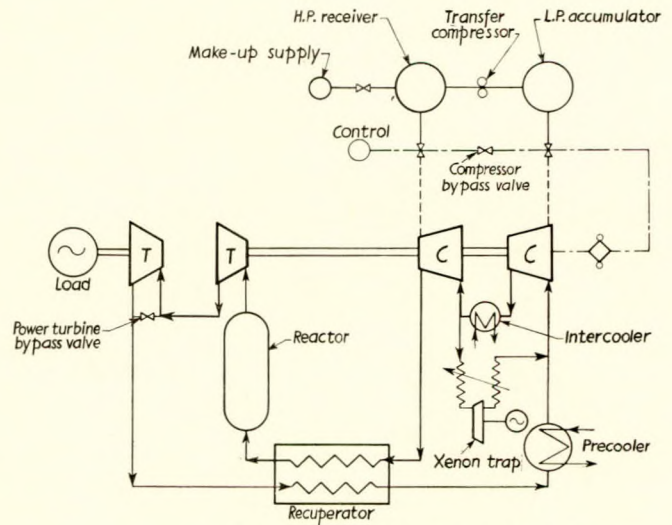 H.P. receiver
Transfer
compressor
L.P. accumulator
Make-up supply
Control
Compressor
bypass valve
T
T
C
C
Load
Power turbine
bypass valve
Reactor
Intercooler
Xenon trap
Precooler
Recuperator